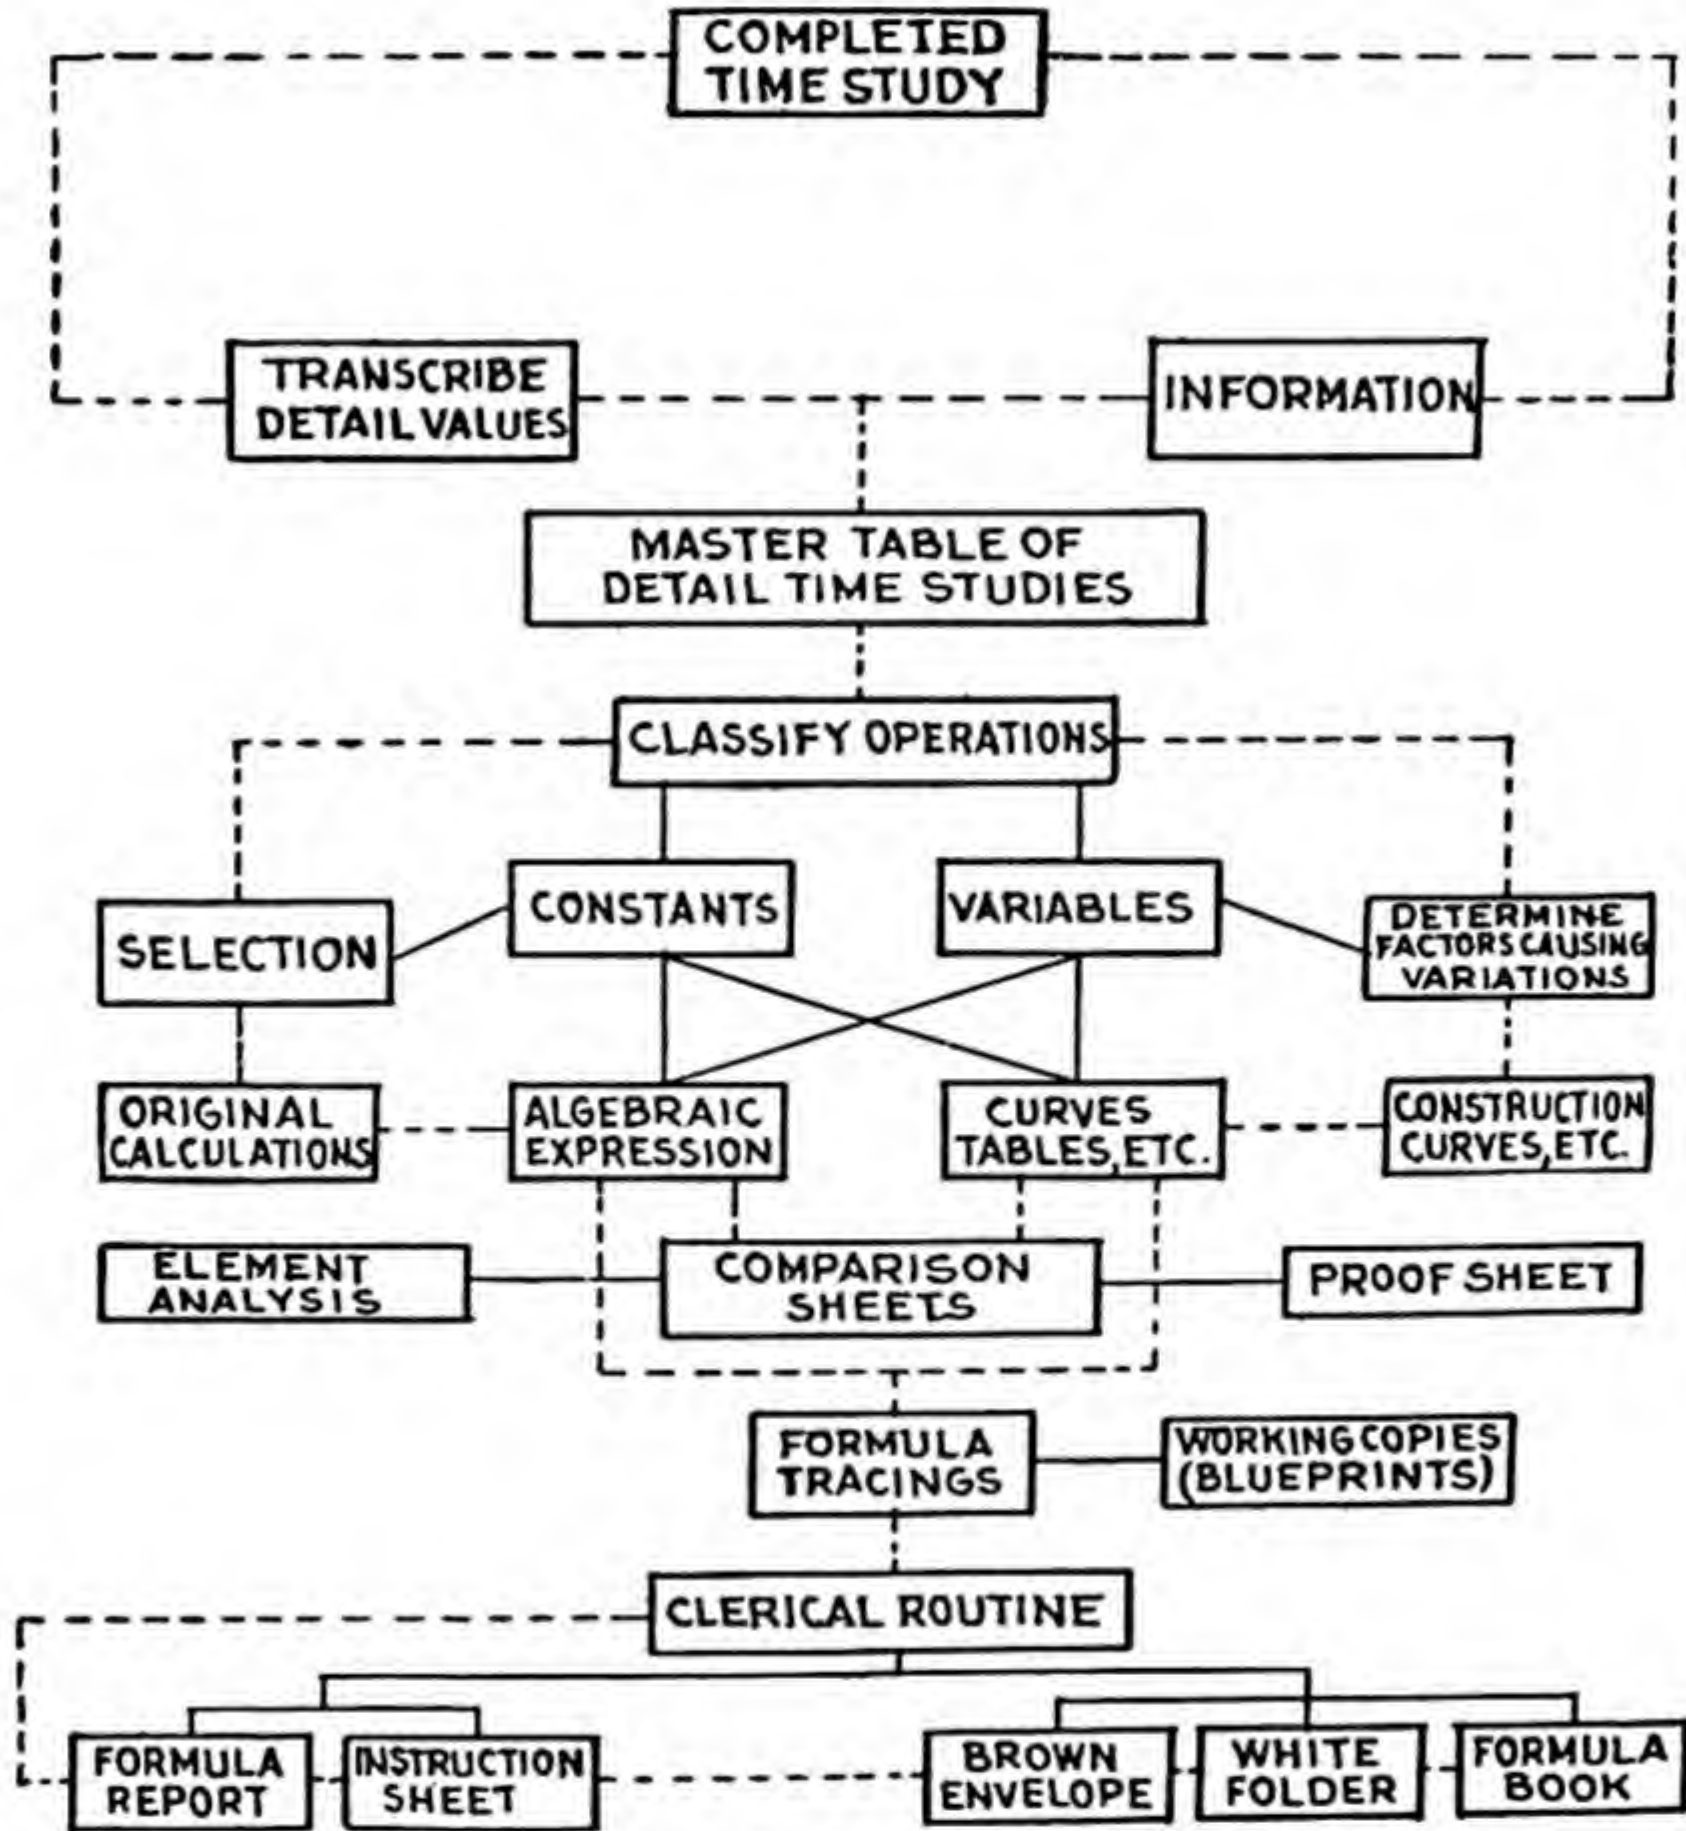 COMPLETED
TIME STUDY
TRANSCRIBE
DETAIL VALUES
INFORMATION
MASTER TABLE OF
DETAIL TIME STUDIES
CLASSIFY OPERATIONS
CONSTANTS
VARIABLES
SELECTION
DETERMINE
FACTORS CAUSING
VARIATIONS
ORIGINAL
CALCULATIONS
ALGEBRAIC
EXPRESSION
CURVES
TABLES, ETC.
CONSTRUCTION
CURVES, ETC.
ELEMENT
ANALYSIS
COMPARISON
SHEETS
PROOF SHEET
FORMULA
TRACINGS
WORKING COPIES
(BLUEPRINTS)
CLERICAL ROUTINE
FORMULA
REPORT
INSTRUCTION
SHEET
BROWN
ENVELOPE
WHITE
FOLDER
FORMULA
BOOK